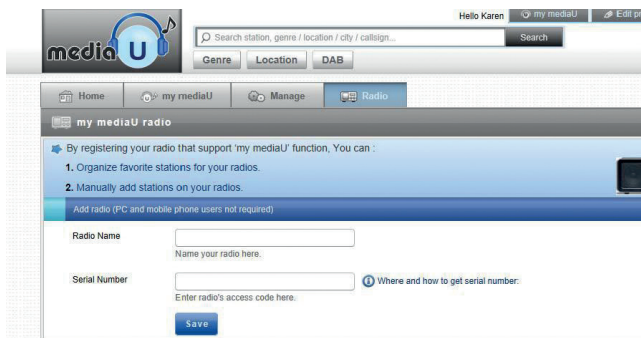 Hello Karen my mediaU Edit pr
media U
Search station, genre / location / city / callsign... Search
Genre Location DAB
Home my mediaU Manage Radio
my mediaU radio
By registering your radio that support 'my mediaU' function, You can :
1. Organize favorite stations for your radios.
2. Manually add stations on your radios.
Add radio (PC and mobile phone users not required)
Radio Name
Name your radio here.
Serial Number Where and how to get serial number:
Enter radio's access code here.
Save